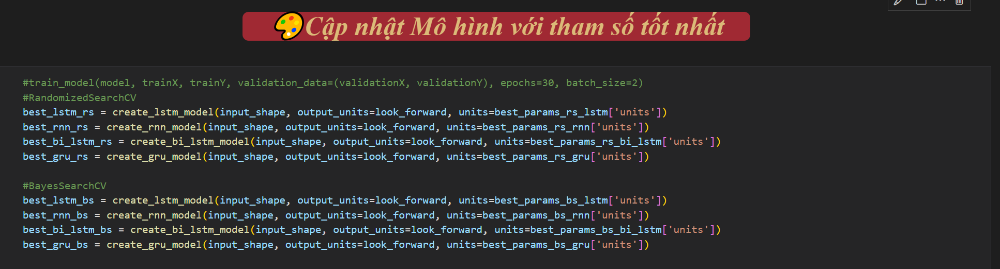 Cập nhật Mô hình với tham số tốt nhất
#train_model(model, trainX, trainY, validation_data=(validationX, validationY), epochs=30, batch_size=2)
#RandomizedSearchCV
best_lstm_rs = create_lstm_model(input_shape, output_units=look_forward, units=best_params_rs_lstm['units'])
best_rnn_rs = create_rnn_model(input_shape, output_units=look_forward, units=best_params_rs_rnn['units'])
best_bi_lstm_rs = create_bi_lstm_model(input_shape, output_units=look_forward, units=best_params_rs_bi_lstm['units'])
best_gru_rs = create_gru_model(input_shape, output_units=look_forward, units=best_params_rs_gru['units'])
#BayesSearchCV
best_lstm_bs = create_lstm_model(input_shape, output_units=look_forward, units=best_params_bs_lstm['units'])
best_rnn_bs = create_rnn_model(input_shape, output_units=look_forward, units=best_params_bs_rnn['units'])
best_bi_lstm_bs = create_bi_lstm_model(input_shape, output_units=look_forward, units=best_params_bs_bi_lstm['units'])
best_gru_bs = create_gru_model(input_shape, output_units=look_forward, units=best_params_bs_gru['units'])